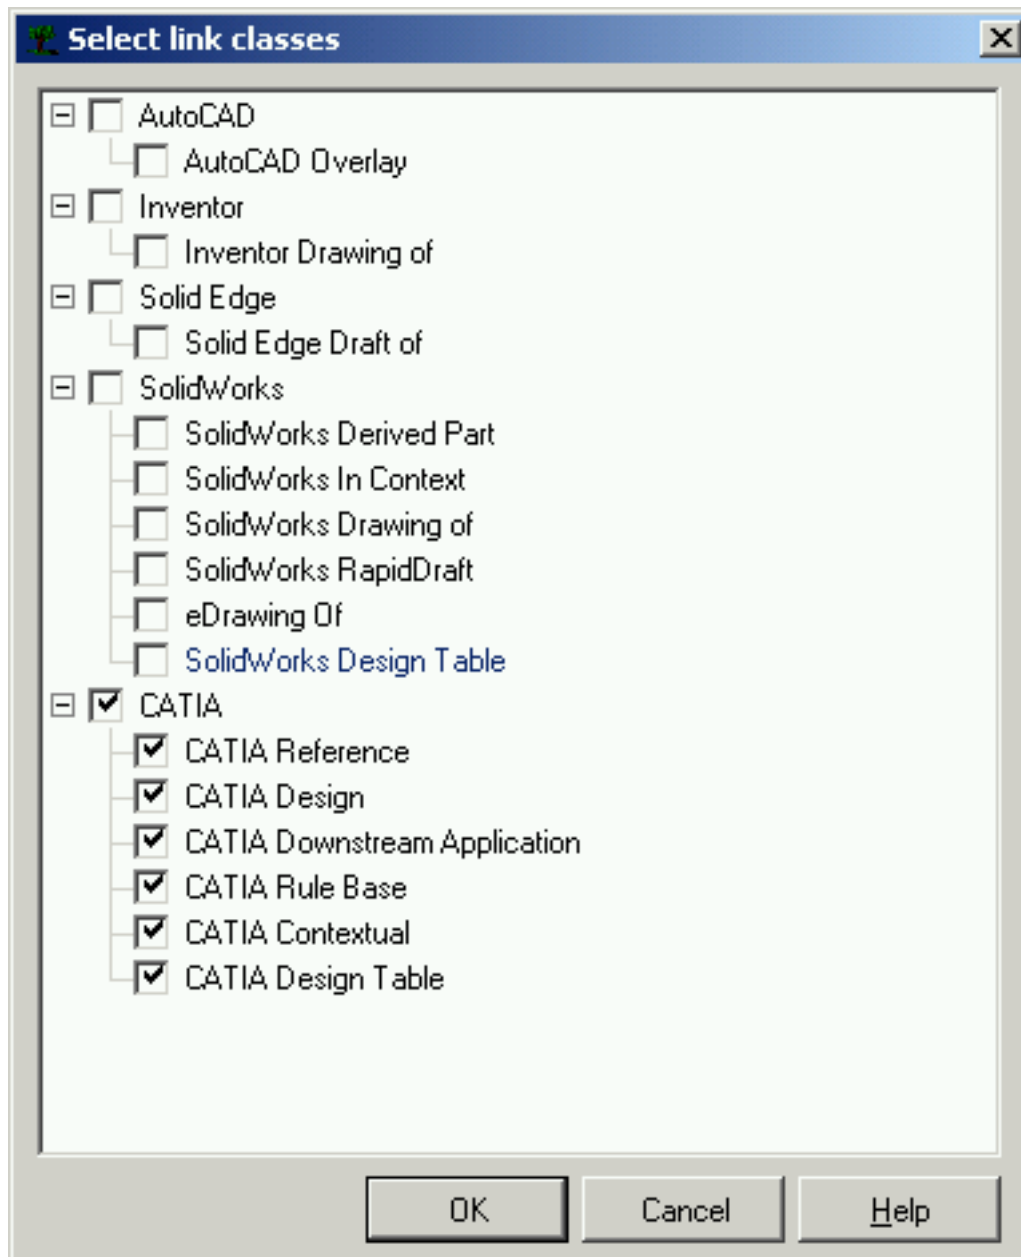 Select link classes
AutoCAD
AutoCAD Overlay
Inventor
Inventor Drawing of
Solid Edge
Solid Edge Draft of
SolidWorks
SolidWorks Derived Part
SolidWorks In Context
SolidWorks Drawing of
SolidWorks RapidDraft
eDrawing Of
SolidWorks Design Table
CATIA
CATIA Reference
CATIA Design
CATIA Downstream Application
CATIA Rule Base
CATIA Contextual
CATIA Design Table
OK Cancel Help